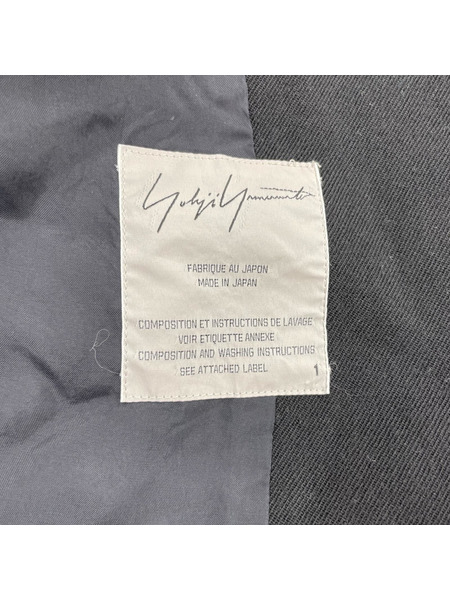 Yohji Yamamoto
FABRIQUE AU JAPON
MADE IN JAPAN
COMPOSITION ET INSTRUCTIONS DE LAVAGE
VOIR ETIQUETTE ANNEXE
COMPOSITION AND WASHING INSTRUCTIONS
SEE ATTACHED LABEL
1